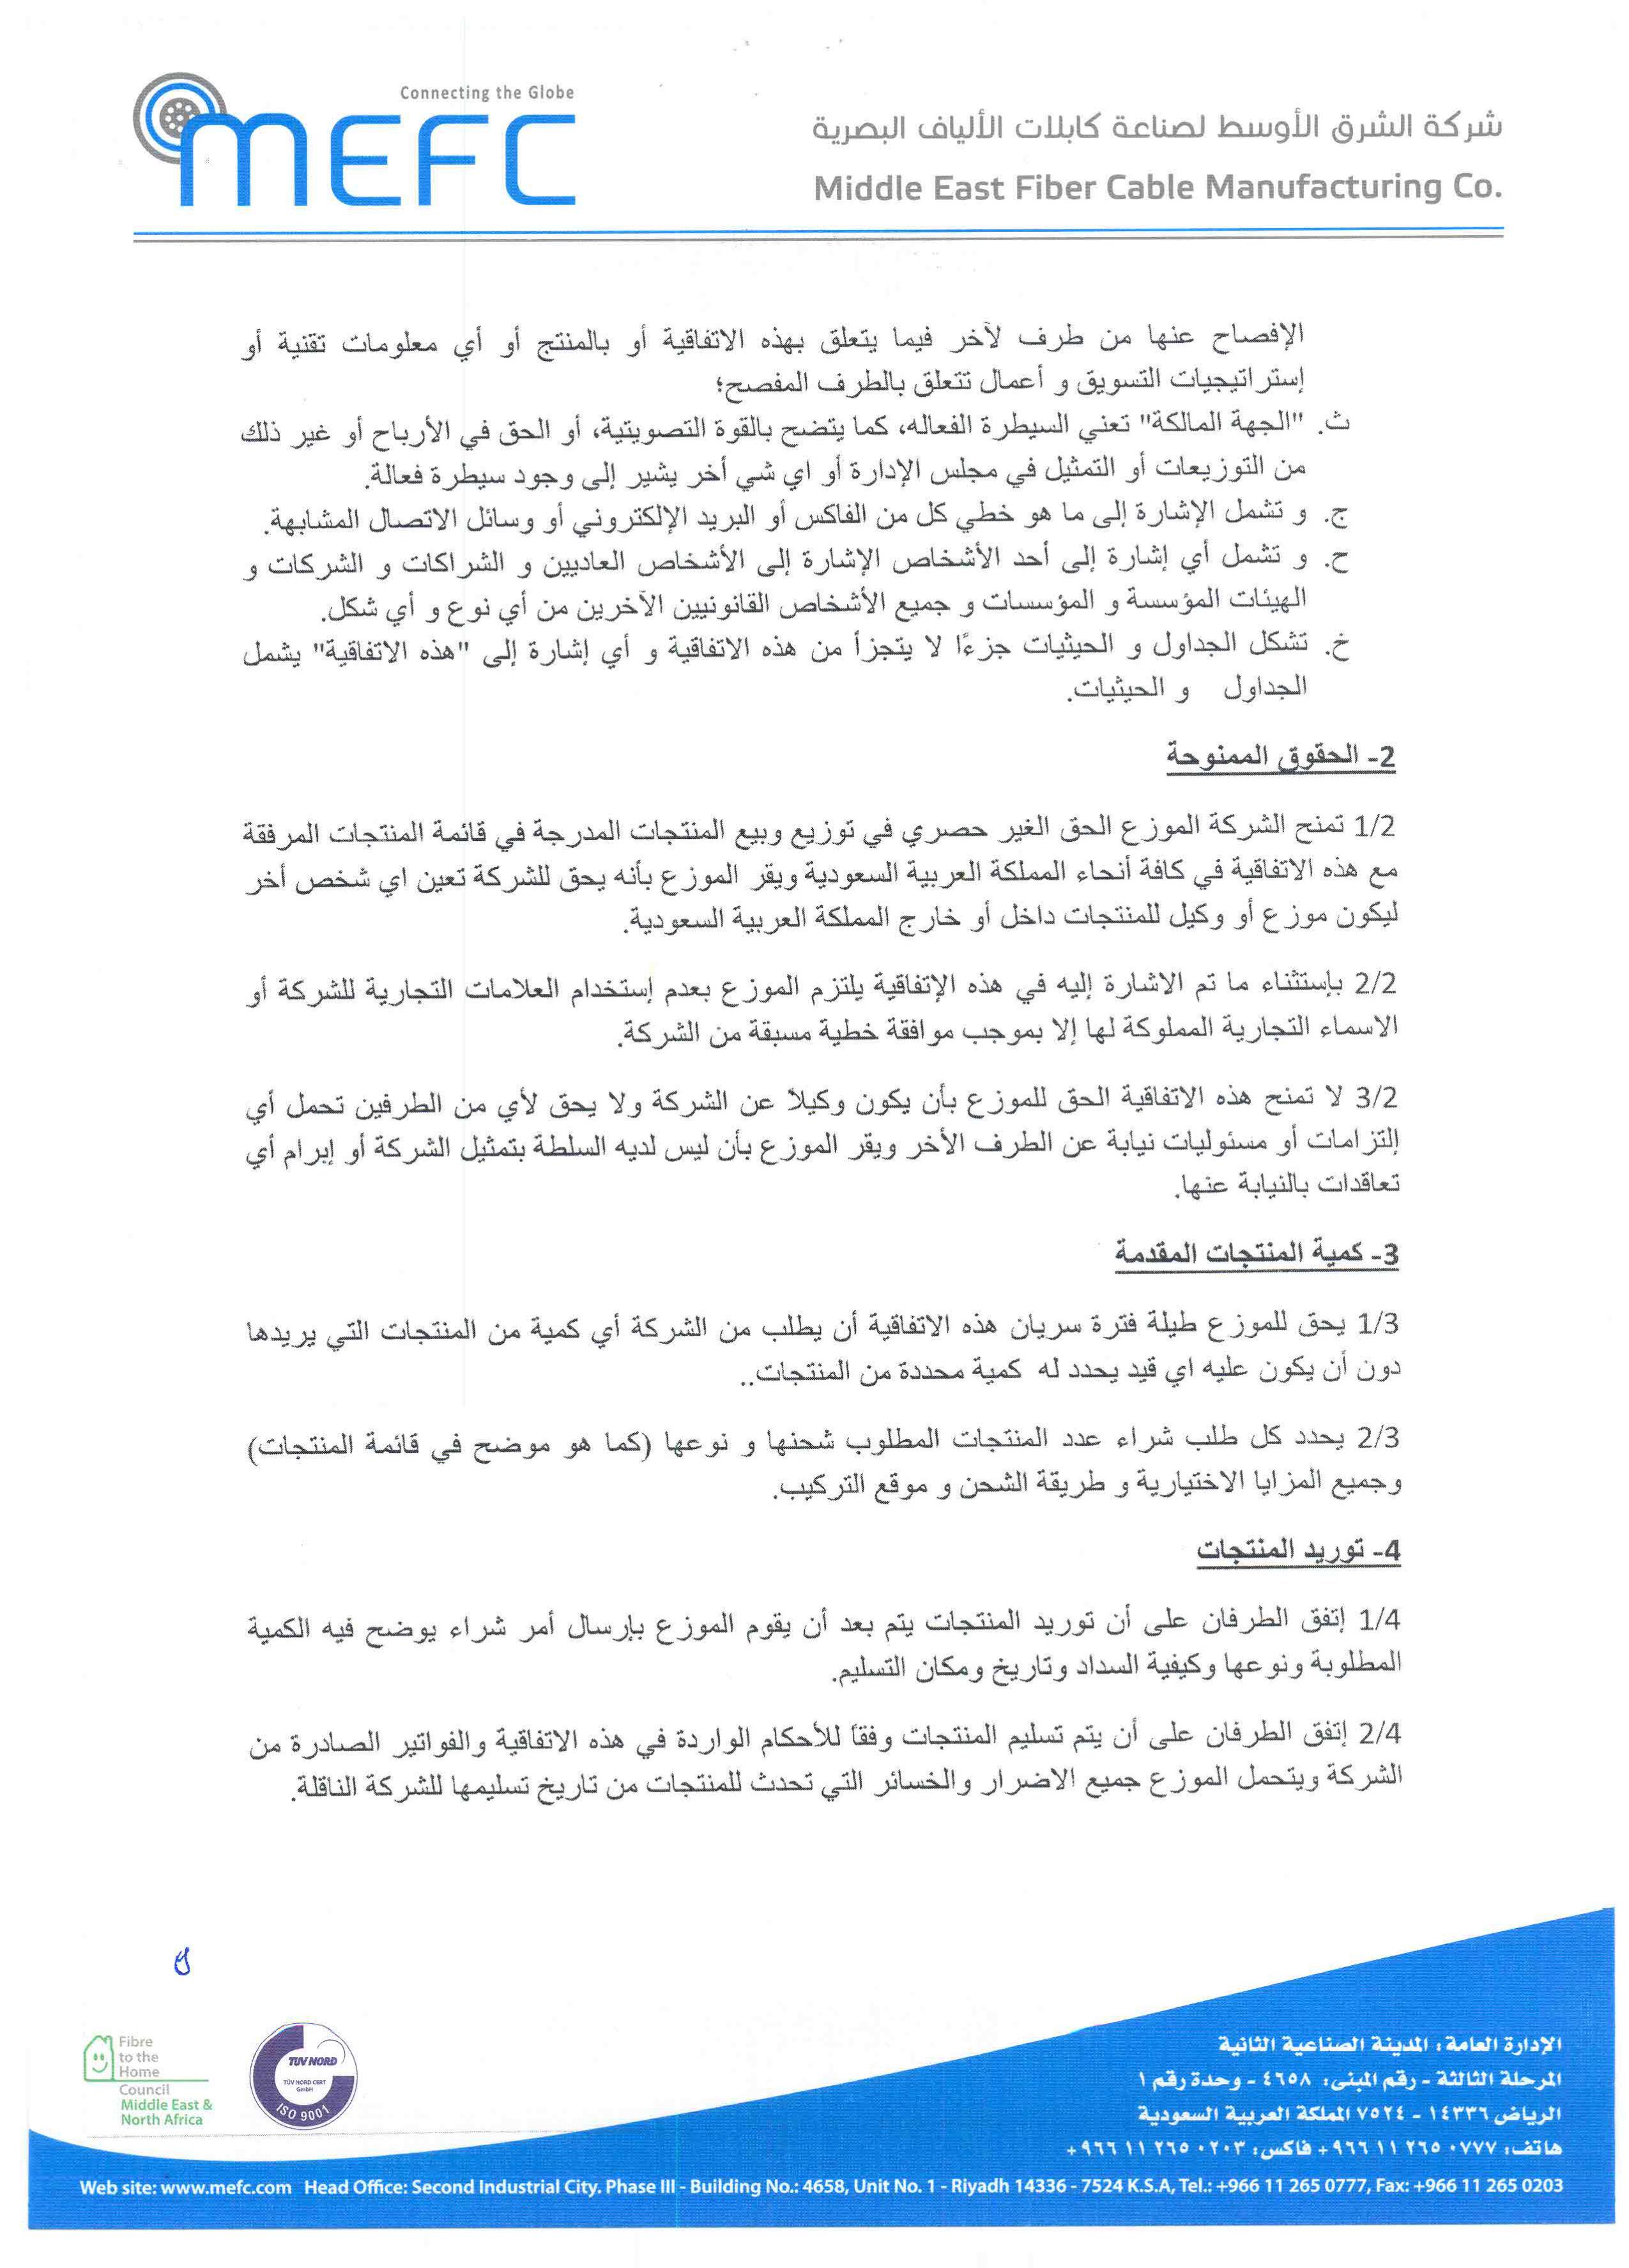 Connecting the Globe
MEFC
شركة الشرق الأوسط لصناعة كابلات الألياف البصرية
Middle East Fiber Cable Manufacturing Co.
الإفصاح عنها من طرف لآخر فيما يتعلق بهذه الاتفاقية أو بالمنتج أو أي معلومات تقنية أو
إستراتيجيات التسويق و أعمال تتعلق بالطرف المفصح؛
ث. "الجهة المالكة" تعني السيطرة الفعاله، كما يتضح بالقوة التصويتية، أو الحق في الأرباح أو غير ذلك
من التوزيعات أو التمثيل في مجلس الإدارة أو اي شي أخر يشير إلى وجود سيطرة فعالة.
ج. و تشمل الإشارة إلى ما هو خطي كل من الفاكس أو البريد الإلكتروني أو وسائل الاتصال المشابهة.
ح. و تشمل أي إشارة إلى أحد الأشخاص الإشارة إلى الأشخاص العاديين و الشراكات و الشركات و
الهيئات المؤسسة و المؤسسات و جميع الأشخاص القانونيين الآخرين من أي نوع و أي شكل.
خ. تشكل الجداول و الحيثيات جزءًا لا يتجزأ من هذه الاتفاقية و أي إشارة إلى "هذه الاتفاقية" يشمل
الجداول و الحيثيات.
2- الحقوق الممنوحة
1/2 تمنح الشركة الموزع الحق الغير حصري في توزيع وبيع المنتجات المدرجة في قائمة المنتجات المرفقة
مع هذه الاتفاقية في كافة أنحاء المملكة العربية السعودية ويقر الموزع بأنه يحق للشركة تعين اي شخص أخر
ليكون موزع أو وكيل للمنتجات داخل أو خارج المملكة العربية السعودية.
2/2 بإستثناء ما تم الاشارة إليه في هذه الإتفاقية يلتزم الموزع بعدم إستخدام العلامات التجارية للشركة أو
الاسماء التجارية المملوكة لها إلا بموجب موافقة خطية مسبقة من الشركة.
3/2 لا تمنح هذه الاتفاقية الحق للموزع بأن يكون وكيلاً عن الشركة ولا يحق لأي من الطرفين تحمل أي
إلتزامات أو مسئوليات نيابة عن الطرف الأخر ويقر الموزع بأن ليس لديه السلطة بتمثيل الشركة أو إبرام أي
تعاقدات بالنيابة عنها.
3- كمية المنتجات المقدمة
1/3 يحق للموزع طيلة فترة سريان هذه الاتفاقية أن يطلب من الشركة أي كمية من المنتجات التي يريدها
دون أن يكون عليه اي قيد يحدد له كمية محددة من المنتجات..
2/3 يحدد كل طلب شراء عدد المنتجات المطلوب شحنها و نوعها (كما هو موضح في قائمة المنتجات)
وجميع المزايا الاختيارية و طريقة الشحن و موقع التركيب.
4- توريد المنتجات
1/4 إتفق الطرفان على أن توريد المنتجات يتم بعد أن يقوم الموزع بإرسال أمر شراء يوضح فيه الكمية
المطلوبة ونوعها وكيفية السداد وتاريخ ومكان التسليم.
2/4 إتفق الطرفان على أن يتم تسليم المنتجات وفقاً للأحكام الواردة في هذه الاتفاقية والفواتير الصادرة من
الشركة ويتحمل الموزع جميع الاضرار والخسائر التي تحدث للمنتجات من تاريخ تسليمها للشركة الناقلة.
Fibre
to the
Home
Council
Middle East &
North Africa
TUV NORD
TÜV NORD CERT
GmbH
ISO 9001
الإدارة العامة : المدينة الصناعية الثانية
المرحلة الثالثة - رقم المبنى: ٤٦٥٨ - وحدة رقم ١
الرياض ١٤٣٣٦ - ٧٥٢٤ المملكة العربية السعودية
هاتف: ٠٧٧٧ ٢٦٥ ١١ ٩٦٦+ فاكس: ٠٢٠٣ ٢٦٥ ١١ ٩٦٦+
Web site: www.mefc.com Head Office: Second Industrial City. Phase III - Building No.: 4658, Unit No. 1 - Riyadh 14336 - 7524 K.S.A, Tel.: +966 11 265 0777, Fax: +966 11 265 0203